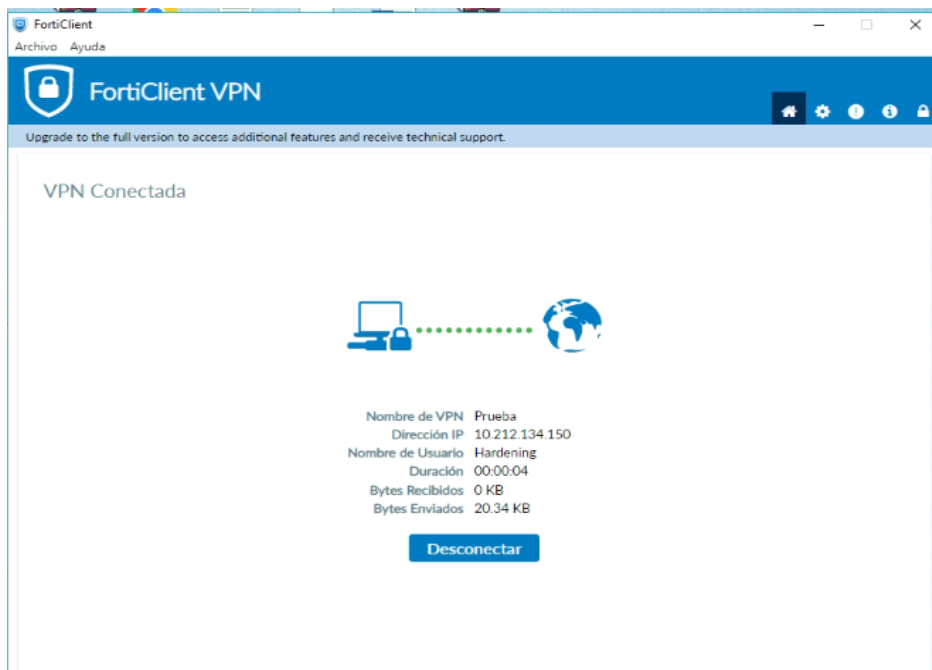 FortiClient
Archivo Ayuda
FortiClient VPN
Upgrade to the full version to access additional features and receive technical support.
VPN Conectada
Nombre de VPN Prueba
Dirección IP 10.212.134.150
Nombre de Usuario Hardening
Duración 00:00:04
Bytes Recibidos 0 KB
Bytes Enviados 20.34 KB
Desconectar